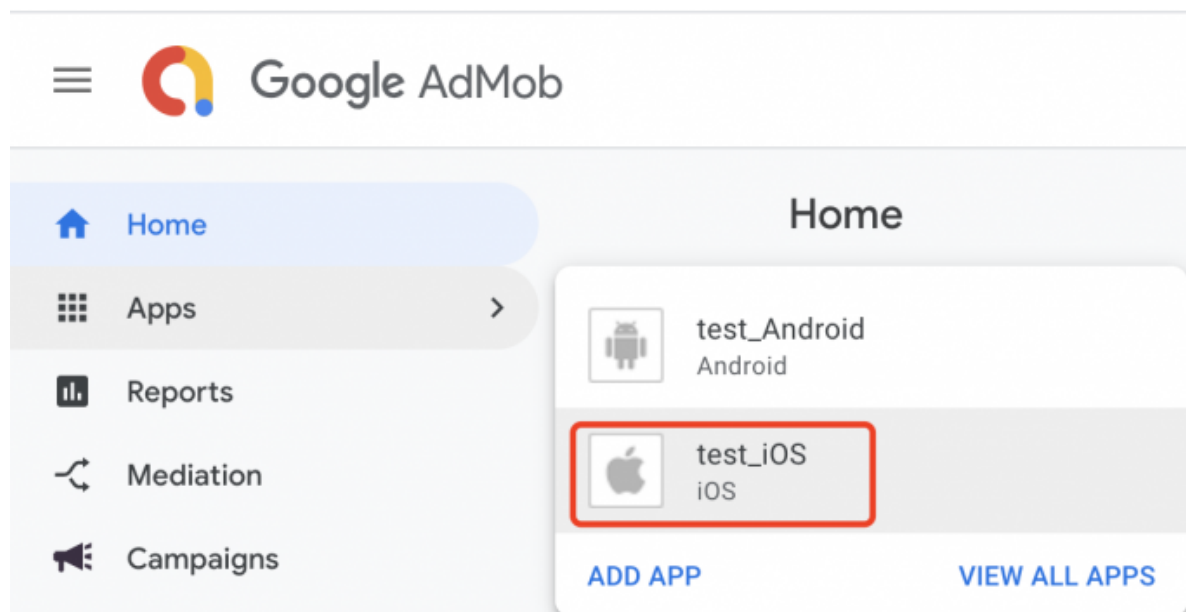 Google AdMob
Home
Apps
Reports
Mediation
Campaigns
Home
test_Android
Android
test_iOS
iOS
ADD APP
VIEW ALL APPS